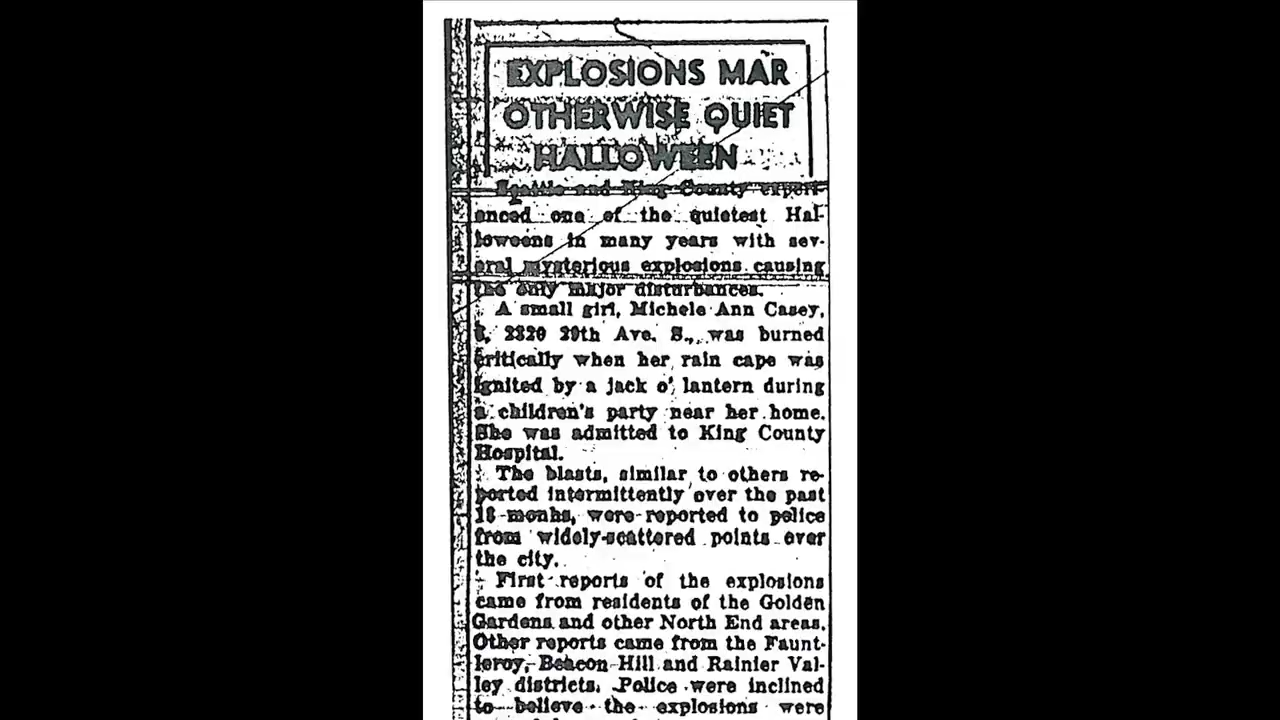 EXPLOSIONS MAR
OTHERWISE QUIET
HALLOWEEN
Seattle and King County experi-
enced one of the quietest Hal-
loweens in many years with sev-
eral mysterious explosions causing
the only major disturbances.
A small girl, Michele Ann Casey,
2320 29th Ave. S., was burned
critically when her rain cape was
ignited by a jack o' lantern during
a children's party near her home.
She was admitted to King County
Hospital.
The blasts, similar to others re-
ported intermittently over the past
18 monhs, were reported to police
from widely-scattered points over
the city.
First reports of the explosions
came from residents of the Golden
Gardens and other North End areas.
Other reports came from the Faunt-
leroy, Beacon Hill and Rainier Val-
ley districts. Police were inclined
to believe the explosions were